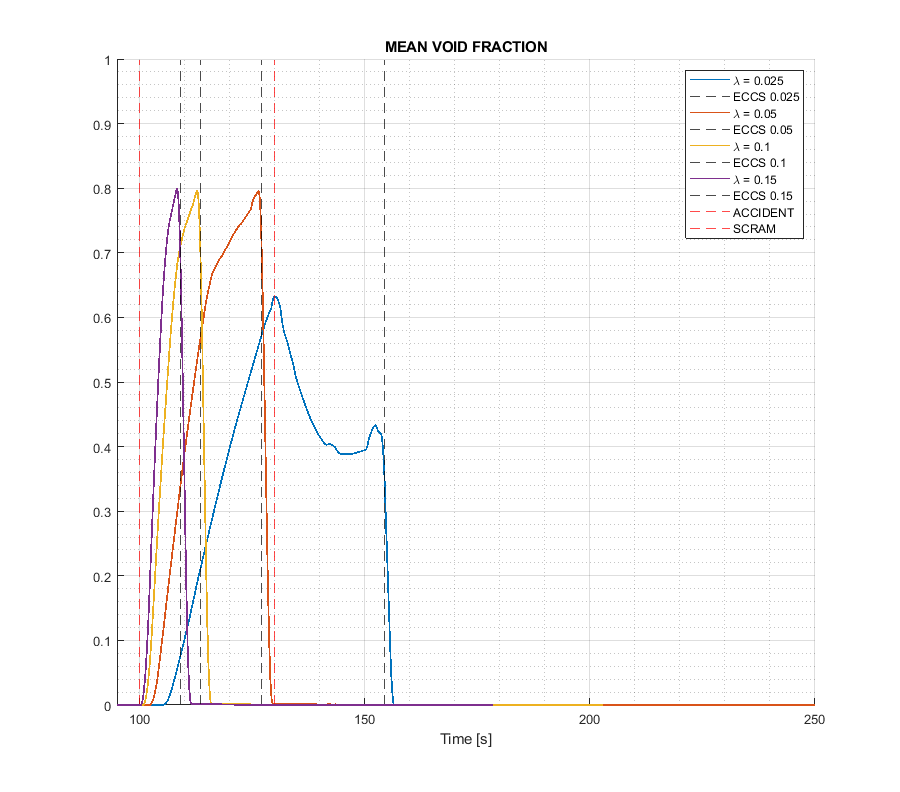 MEAN VOID FRACTION
1
0.9
0.8
0.7
0.6
0.5
0.4
0.3
0.2
0.1
0
100
150
200
250
Time [s]
λ = 0.025
ECCS 0.025
λ = 0.05
ECCS 0.05
λ = 0.1
ECCS 0.1
λ = 0.15
ECCS 0.15
ACCIDENT
SCRAM